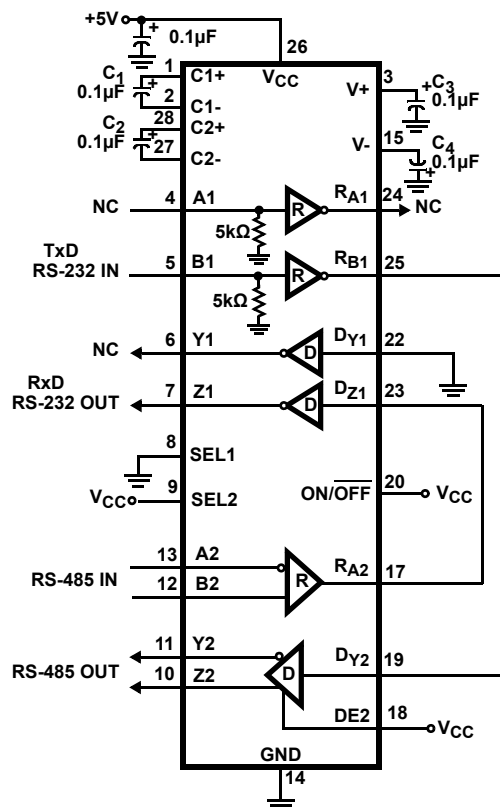 +5V
0.1µF
26
1
C1+
VCC
3
C1
0.1µF
V+
+
C3
0.1µF
2
C1-
28
C2+
C2
0.1µF
15
V-
27
C2-
C4
0.1µF
+
NC
4
A1
R
RA1
24
NC
5kΩ
TxD
RS-232 IN
5
B1
R
RB1
25
5kΩ
NC
6
Y1
D
DY1
22
RxD
RS-232 OUT
7
Z1
D
DZ1
23
8
SEL1
VCC
9
SEL2
ON/OFF
20
VCC
RS-485 IN
13
A2
12
B2
R
RA2
17
RS-485 OUT
11
Y2
10
Z2
D
DY2
19
DE2
18
VCC
GND
14